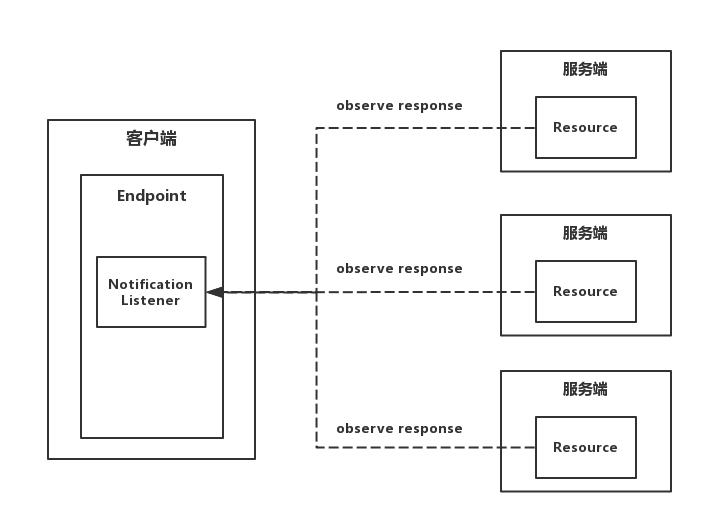 客户端
Endpoint
Notification
Listener
observe response
服务端
Resource
observe response
服务端
Resource
observe response
服务端
Resource